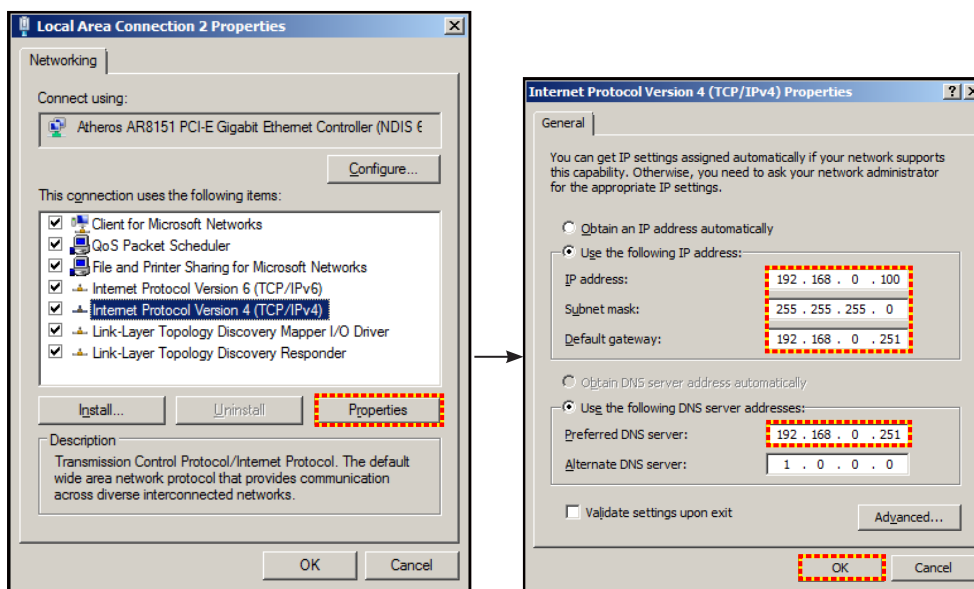 Local Area Connection 2 Properties
Networking
Connect using:
Atheros AR8151 PCI-E Gigabit Ethernet Controller (NDIS 6
Configure...
This connection uses the following items:
Client for Microsoft Networks
QoS Packet Scheduler
File and Printer Sharing for Microsoft Networks
Internet Protocol Version 6 (TCP/IPv6)
Internet Protocol Version 4 (TCP/IPv4)
Link-Layer Topology Discovery Mapper I/O Driver
Link-Layer Topology Discovery Responder
Install...
Uninstall
Properties
Description
Transmission Control Protocol/Internet Protocol. The default
wide area network protocol that provides communication
across diverse interconnected networks.
OK
Cancel
Internet Protocol Version 4 (TCP/IPv4) Properties
General
You can get IP settings assigned automatically if your network supports
this capability. Otherwise, you need to ask your network administrator
for the appropriate IP settings.
Obtain an IP address automatically
Use the following IP address:
IP address: 192 . 168 . 0 . 100
Subnet mask: 255 . 255 . 255 . 0
Default gateway: 192 . 168 . 0 . 251
Obtain DNS server address automatically
Use the following DNS server addresses:
Preferred DNS server: 192 . 168 . 0 . 251
Alternate DNS server: 1 . 0 . 0 . 0
Validate settings upon exit
Advanced...
OK
Cancel